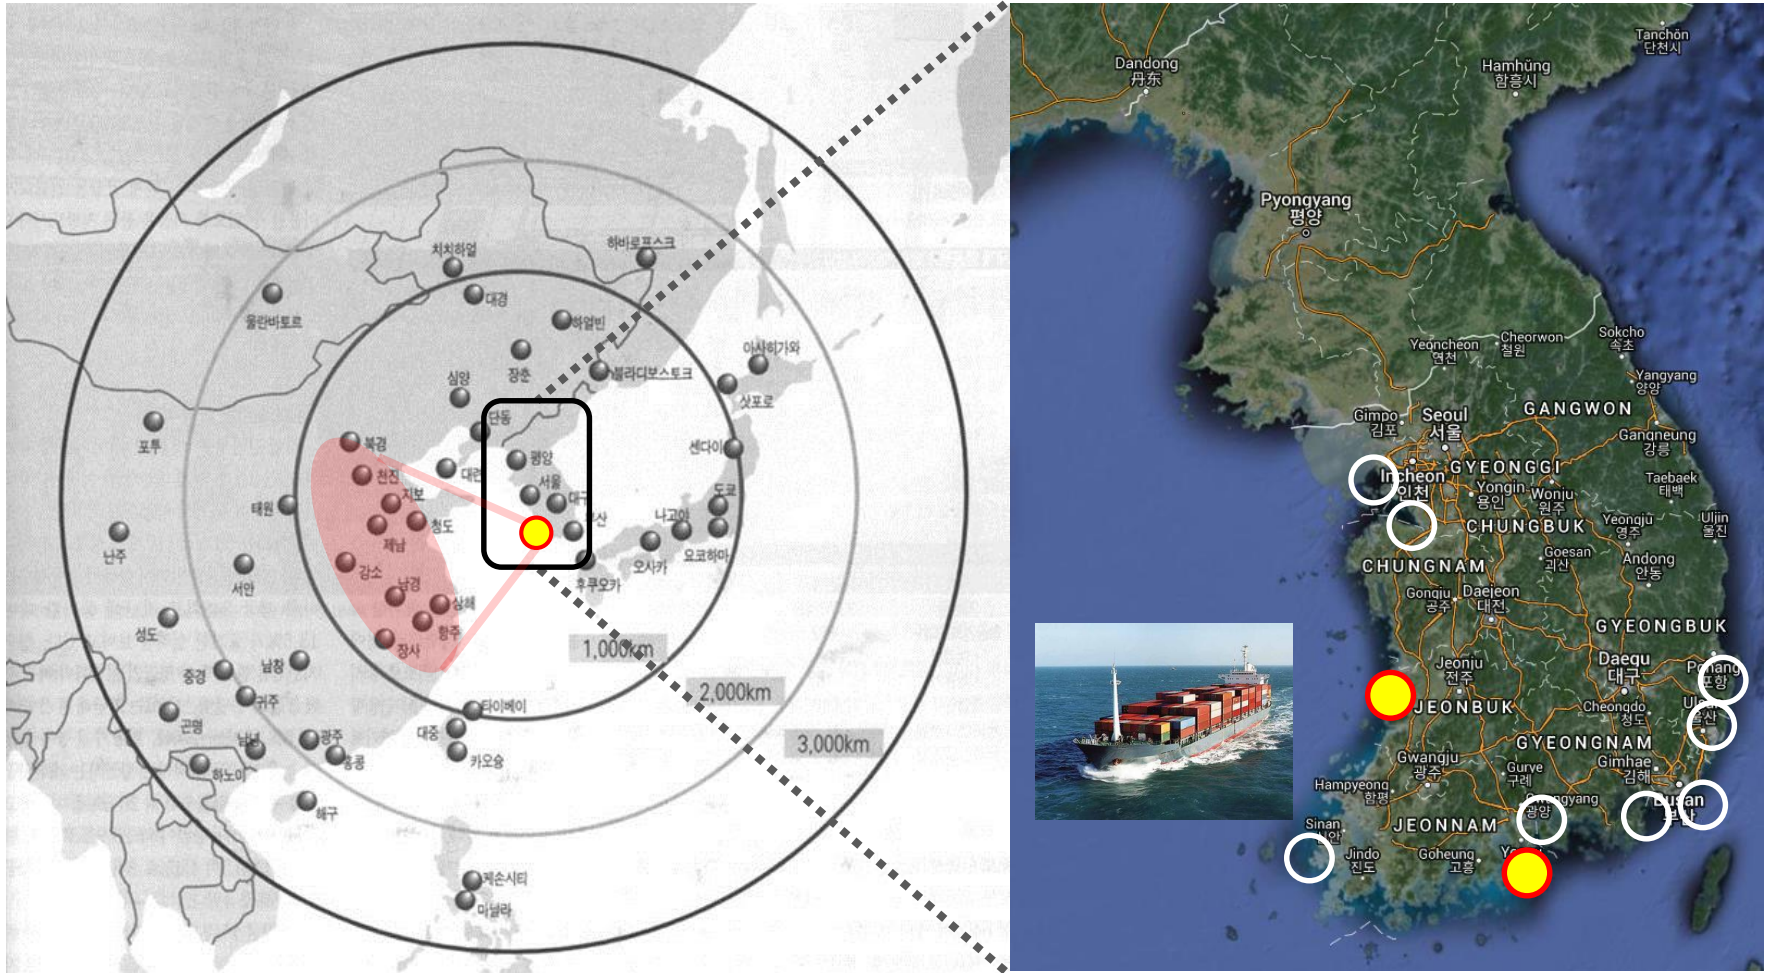 치치하얼
하바로프스크
대경
울란바토르
하얼빈
장춘
블라디보스토크
아사히가와
삿포로
심양
단동
포투
북경
평양
센다이
천진
대련
서울
지보
대구
도쿄
태원
청도
나고야
난주
제남
요코하마
오사카
서안
강소
후쿠오카
남경
상해
성도
항주
장사
1,000km
남창
중경
귀주
2,000km
타이베이
곤명
대중
광주
3,000km
홍콩
카오슝
하노이
해구
케손시티
마닐라
Tanchŏn
단천시
Dandong
丹东
Hamhŭng
함흥시
Pyongyang
평양
Sokcho
속초
Cheorwon
철원
Yeoncheon
연천
Yangyang
양양
Gimpo
김포
Seoul
서울
GANGWON
Gangneung
강릉
GYEONGGI
Incheon
인천
Yongin
용인
Wonju
원주
Taebaek
태백
CHUNGBUK
Yeongju
영주
Uljin
울진
Goesan
괴산
Andong
안동
CHUNGNAM
Gongju
공주
Daejeon
대전
GYEONGBUK
Jeonju
전주
Daegu
대구
Pohang
포항
JEONBUK
Cheongdo
청도
GYEONGNAM
Gwangju
광주
Gurye
구례
Gimhae
김해
Hampyeong
함평
광양
Busan
부산
JEONNAM
Sinan
Jindo
진도
Goheung
고흥